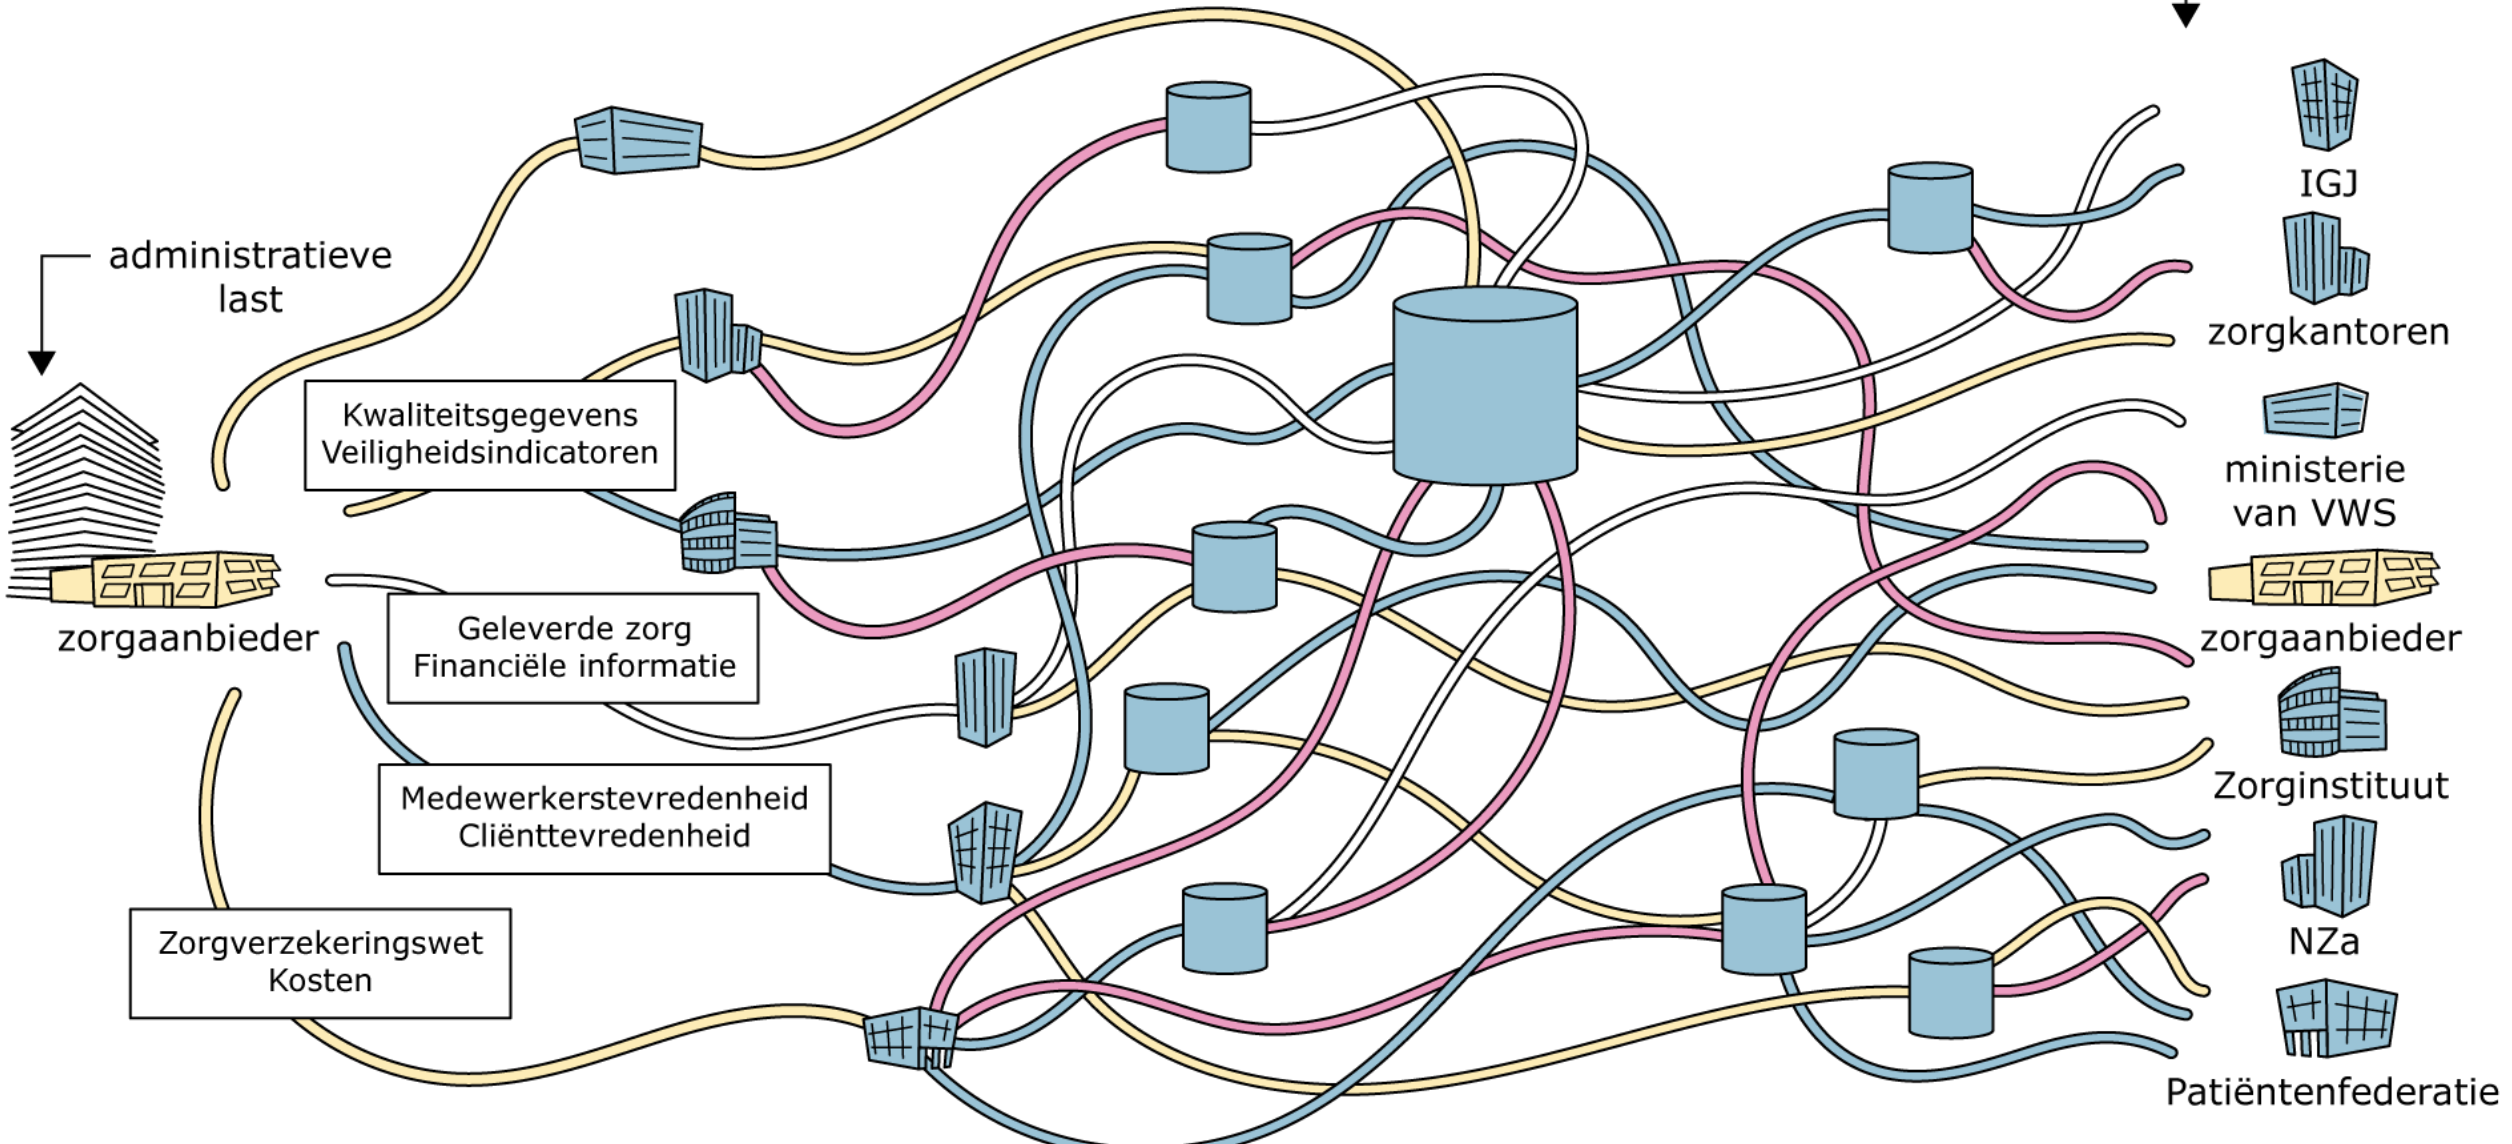 administratieve
last
zorgaanbieder
Kwaliteitsgegevens
Veiligheidsindicatoren
Geleverde zorg
Financiële informatie
Medewerkerstevredenheid
Cliënttevredenheid
Zorgverzekeringswet
Kosten
IGJ
zorgkantoren
ministerie
van VWS
zorgaanbieder
Zorginstituut
NZa
Patiëntenfederatie